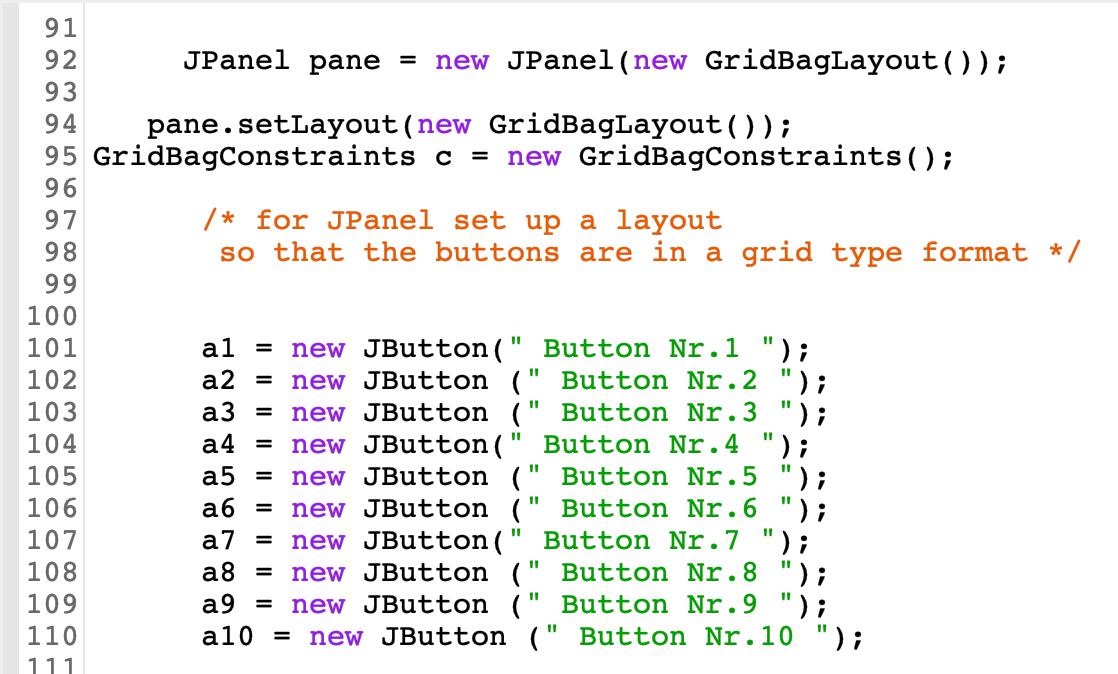 91
92 JPanel pane = new JPanel(new GridBagLayout());
93
94 pane.setLayout(new GridBagLayout());
95 GridBagConstraints c = new GridBagConstraints();
96
97 /* for JPanel set up a layout
98 so that the buttons are in a grid type format */
99
100
101 a1 = new JButton(" Button Nr.1 ");
102 a2 = new JButton (" Button Nr.2 ");
103 a3 = new JButton (" Button Nr.3 ");
104 a4 = new JButton(" Button Nr.4 ");
105 a5 = new JButton (" Button Nr.5 ");
106 a6 = new JButton (" Button Nr.6 ");
107 a7 = new JButton(" Button Nr.7 ");
108 a8 = new JButton (" Button Nr.8 ");
109 a9 = new JButton (" Button Nr.9 ");
110 a10 = new JButton (" Button Nr.10 ");
111